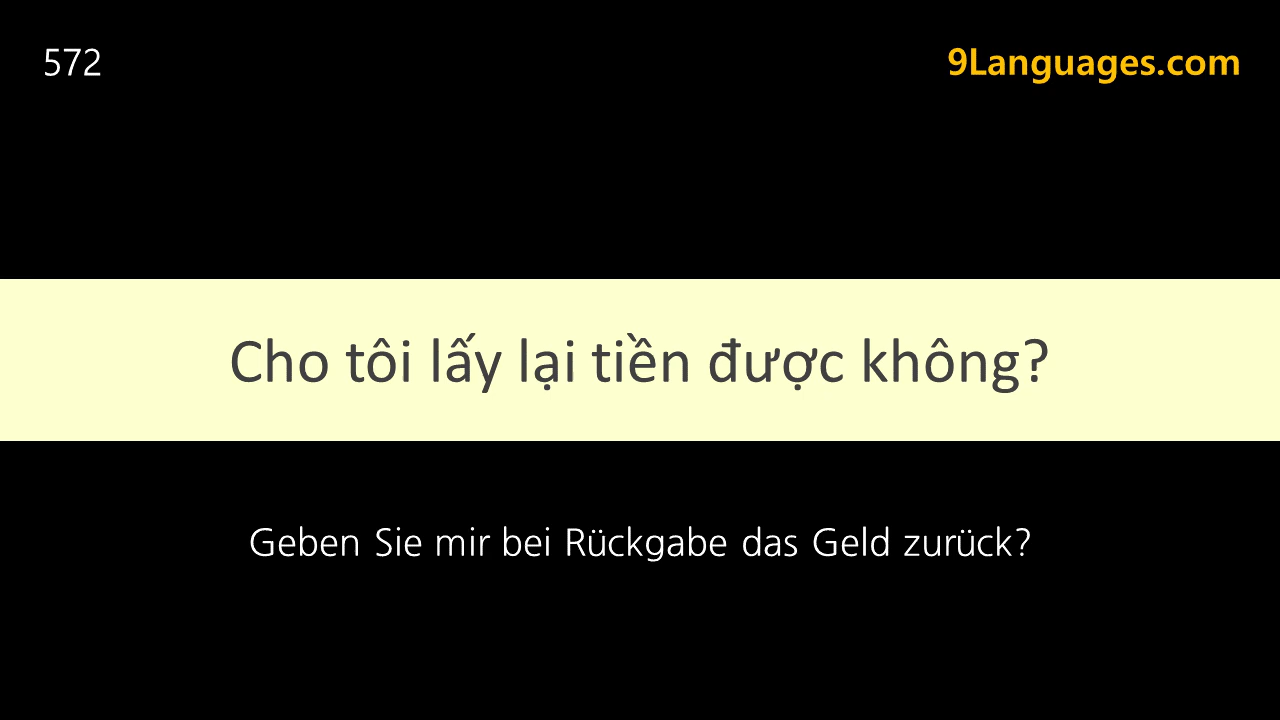 572
9Languages.com
Cho tôi lấy lại tiền được không?
Geben Sie mir bei Rückgabe das Geld zurück?